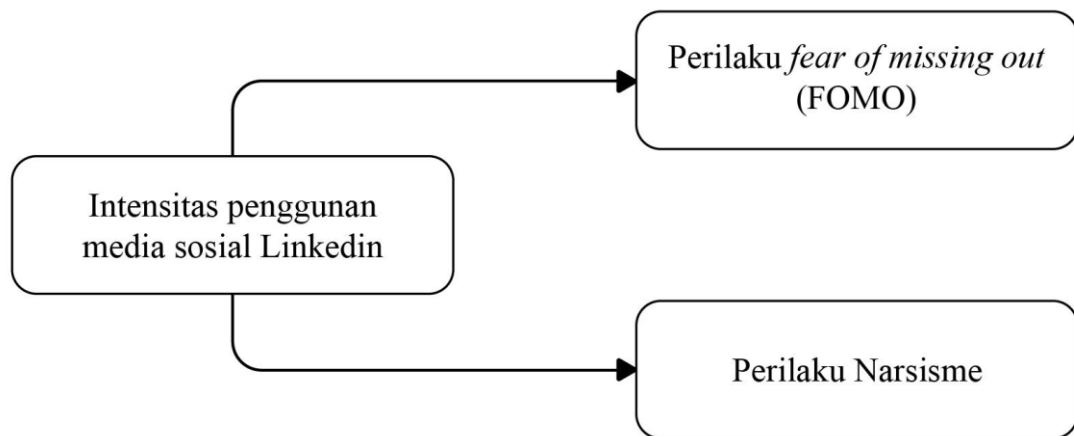 Perilaku fear of missing out
(FOMO)
Intensitas penggunan
media sosial Linkedin
Perilaku Narsisme